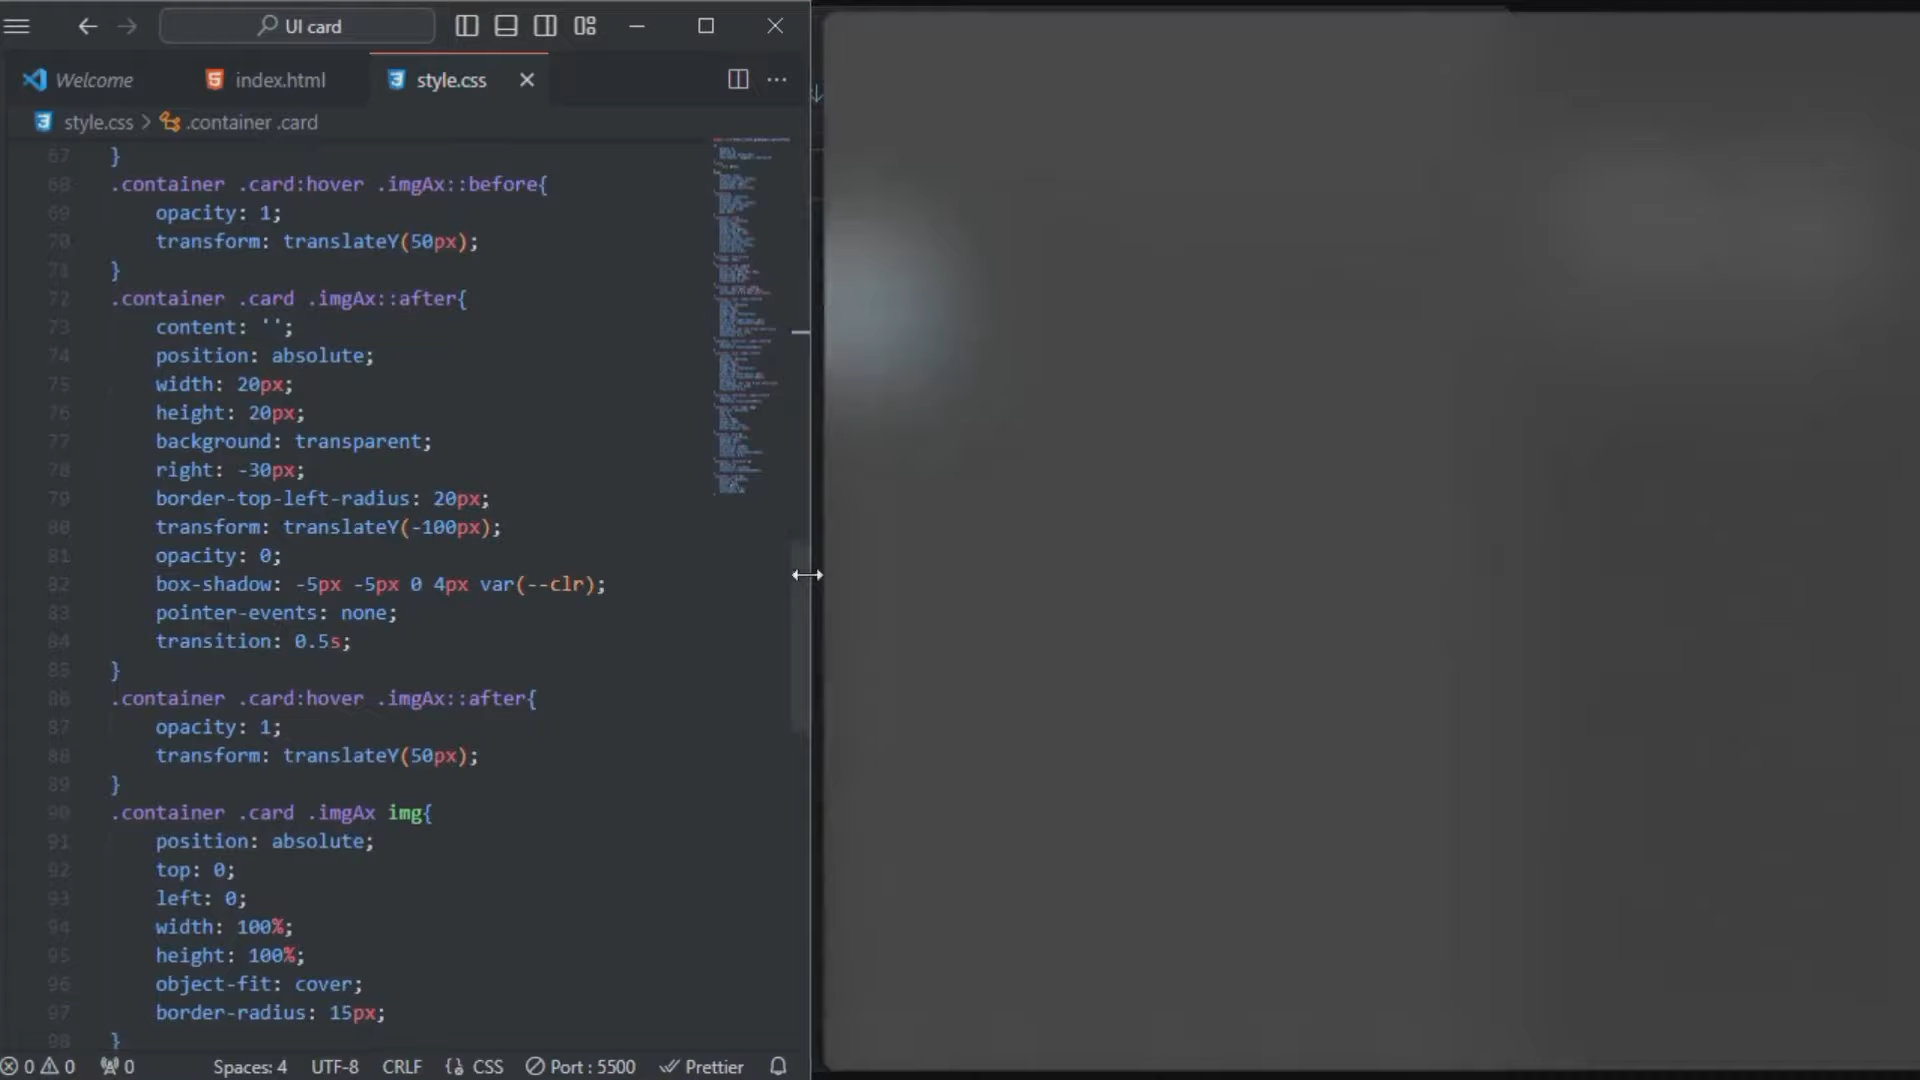 UI card
Welcome
index.html
style.css
style.css > .container .card
67 }
68 .container .card:hover .imgAx::before{
69 opacity: 1;
70 transform: translateY(50px);
71 }
72 .container .card .imgAx::after{
73 content: '';
74 position: absolute;
75 width: 20px;
76 height: 20px;
77 background: transparent;
78 right: -30px;
79 border-top-left-radius: 20px;
80 transform: translateY(-100px);
81 opacity: 0;
82 box-shadow: -5px -5px 0 4px var(--clr);
83 pointer-events: none;
84 transition: 0.5s;
85 }
86 .container .card:hover .imgAx::after{
87 opacity: 1;
88 transform: translateY(50px);
89 }
90 .container .card .imgAx img{
91 position: absolute;
92 top: 0;
93 left: 0;
94 width: 100%;
95 height: 100%;
96 object-fit: cover;
97 border-radius: 15px;
98 }
0 0 0 Spaces: 4 UTF-8 CRLF {} CSS Port : 5500 Prettier